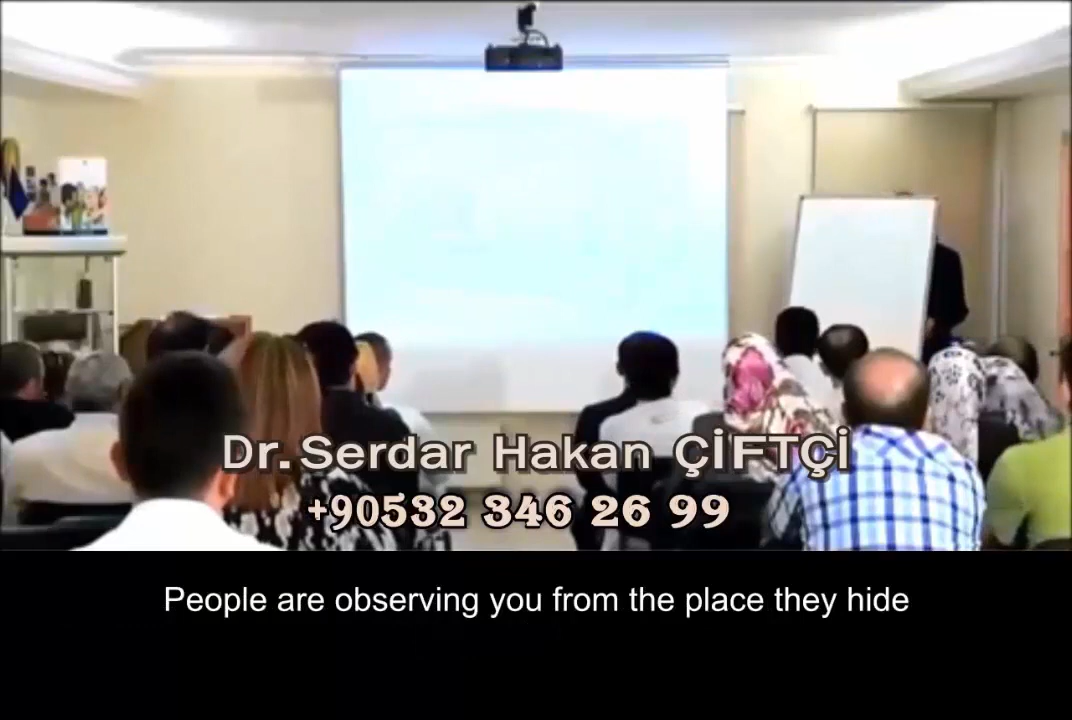 Dr. Serdar Hakan ÇİFTÇİ
+90532 346 26 99
People are observing you from the place they hide